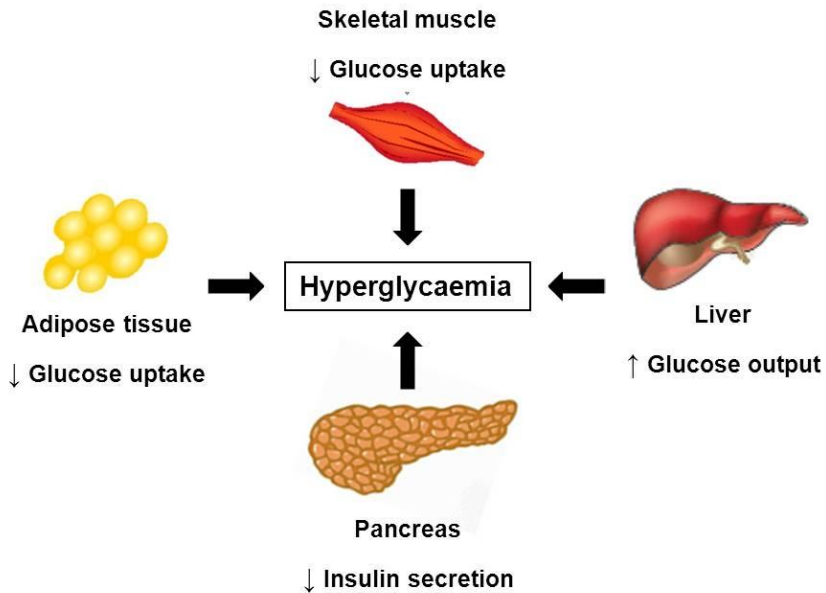 Skeletal muscle
↓ Glucose uptake
Hyperglycaemia
Adipose tissue
↓ Glucose uptake
Liver
↑ Glucose output
Pancreas
↓ Insulin secretion